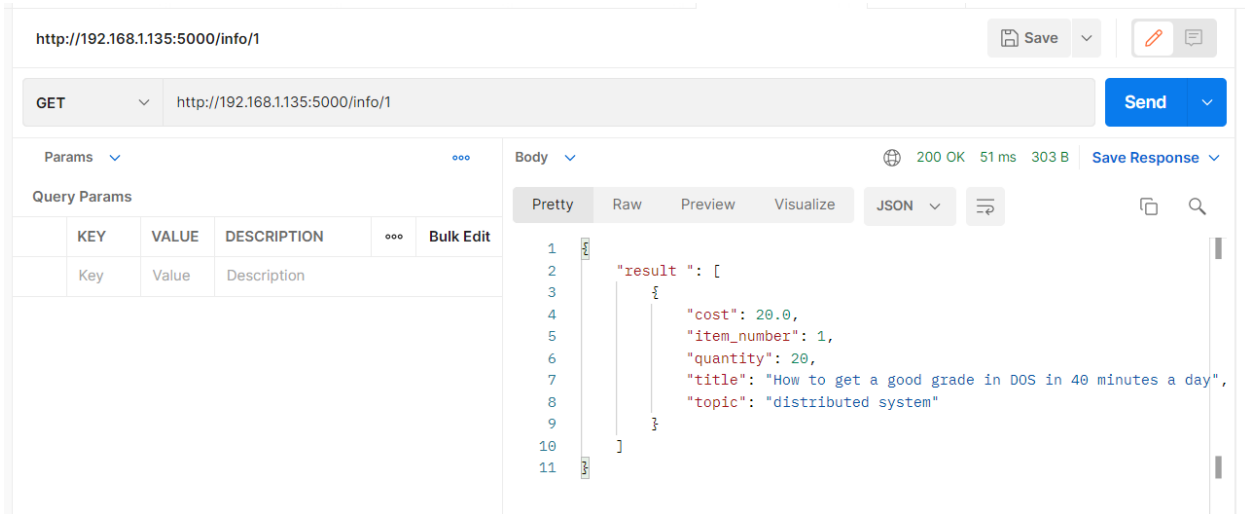 http://192.168.1.135:5000/info/1
Save
GET
http://192.168.1.135:5000/info/1
Send
Params
Body
200 OK 51 ms 303 B Save Response
Query Params
Pretty Raw Preview Visualize JSON
KEY VALUE DESCRIPTION Bulk Edit
Key Value Description
1 {
2 "result ": [
3 {
4 "cost": 20.0,
5 "item_number": 1,
6 "quantity": 20,
7 "title": "How to get a good grade in DOS in 40 minutes a day",
8 "topic": "distributed system"
9 }
10 ]
11 }